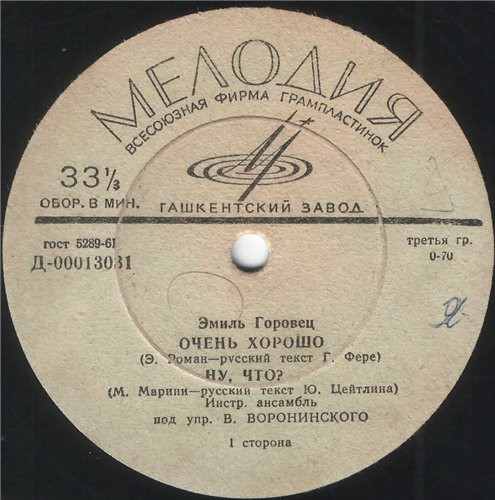 МЕЛОДИЯ
ВСЕСОЮЗНАЯ ФИРМА ГРАМПЛАСТИНОК
33⅓
ОБОР. В МИН.
ТАШКЕНТСКИЙ ЗАВОД
гост 5289-61
Д-00013031
третья гр.
0-70
Эмиль Горовец
ОЧЕНЬ ХОРОШО
(Э. Роман—русский текст Г. Фере)
НУ, ЧТО?
(М. Марини—русский текст Ю. Цейтлина)
Инстр. ансамбль
под упр. В. ВОРОНИНСКОГО
I сторона